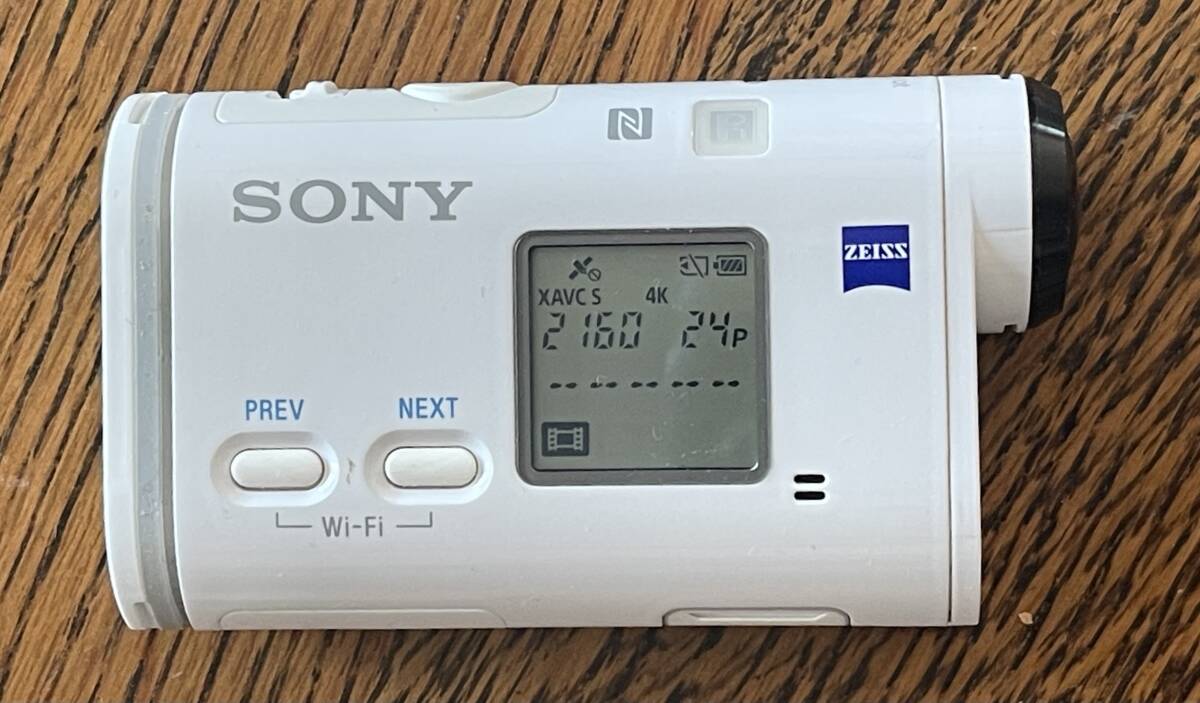 SONY
ZEISS
XAVC S 4K
2160 24P
-- -- -- -- --
PREV NEXT
Wi-Fi